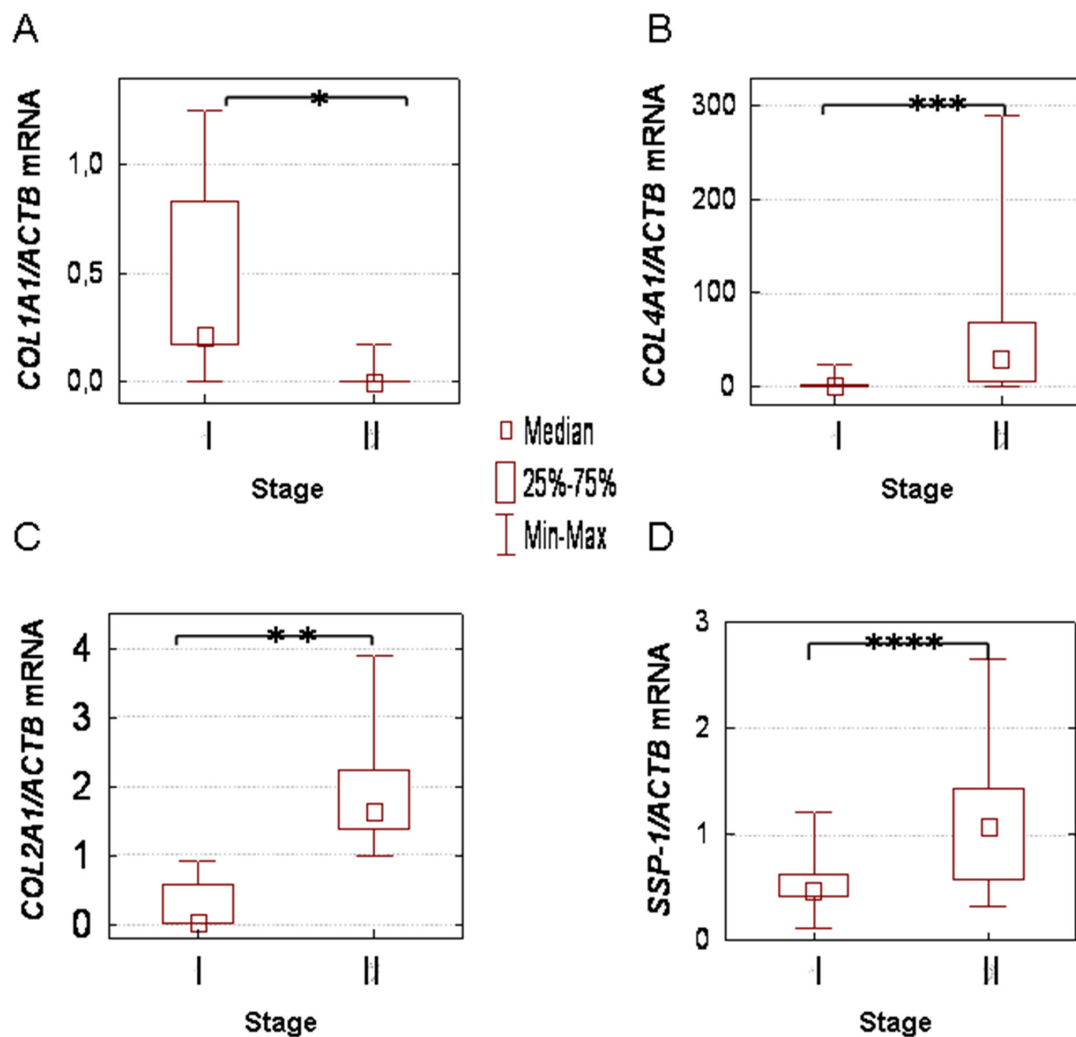 A
COL1A1/ACTB mRNA
1,0
0,5
0,0
*
I
II
Stage
B
COL4A1/ACTB mRNA
300
200
100
0
***
I
II
Stage
Median
25%-75%
Min-Max
C
COL2A1/ACTB mRNA
4
3
2
1
0
* *
I
II
Stage
D
SSP-1/ACTB mRNA
3
2
1
0
****
I
II
Stage